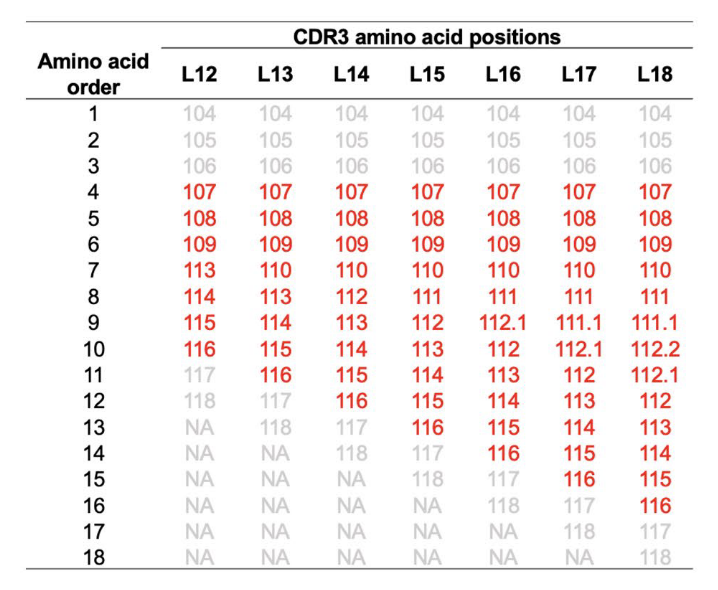 CDR3 amino acid positions
Amino acid order L12 L13 L14 L15 L16 L17 L18
1 104 104 104 104 104 104 104
2 105 105 105 105 105 105 105
3 106 106 106 106 106 106 106
4 107 107 107 107 107 107 107
5 108 108 108 108 108 108 108
6 109 109 109 109 109 109 109
7 113 110 110 110 110 110 110
8 114 113 112 111 111 111 111
9 115 114 113 112 112.1 111.1 111.1
10 116 115 114 113 112 112.1 112.2
11 117 116 115 114 113 112 112.1
12 118 117 116 115 114 113 112
13 NA 118 117 116 115 114 113
14 NA NA 118 117 116 115 114
15 NA NA NA 118 117 116 115
16 NA NA NA NA 118 117 116
17 NA NA NA NA NA 118 117
18 NA NA NA NA NA NA 118